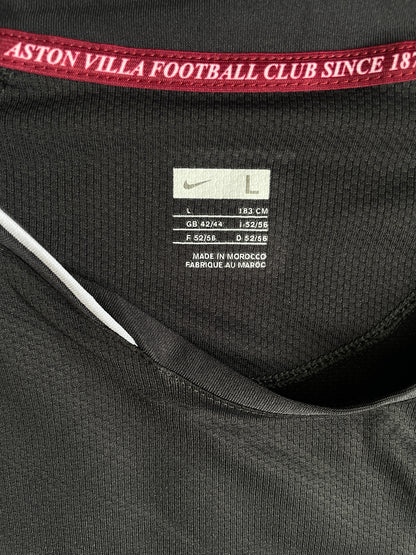 ASTON VILLA FOOTBALL CLUB SINCE 187
L
L 183 CM
GB 42/44 I 52/56
F 52/56 D 52/56
MADE IN MOROCCO
FABRIQUE AU MAROC